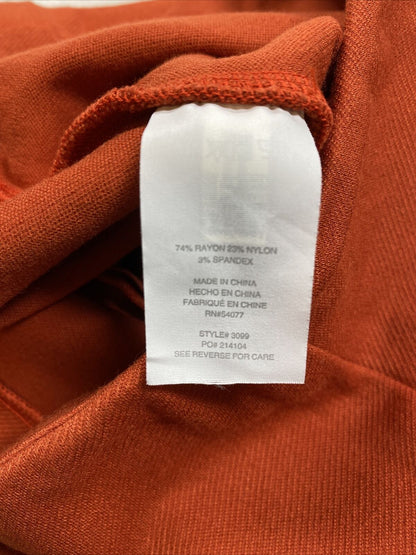 74% RAYON 23% NYLON
3% SPANDEX
MADE IN CHINA
HECHO EN CHINA
FABRIQUÉ EN CHINE
RN#54077
STYLE# 3099
PO# 214104
SEE REVERSE FOR CARE